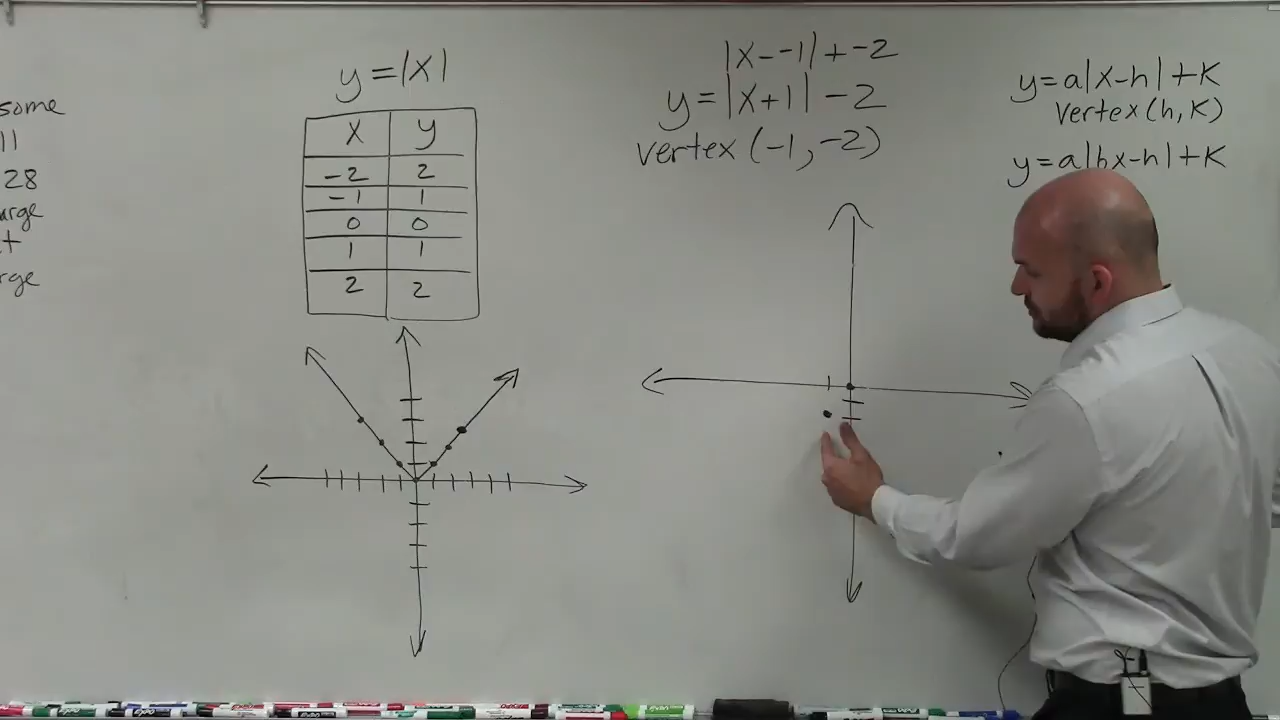 some
11
28
arge
t
rge
y=|x|
x y
-2 2
-1 1
0 0
1 1
2 2
|x--1|+-2
y=|x+1|-2
vertex (-1,-2)
y=a|x-h|+K
vertex(h,K)
y=a|bx-h|+K